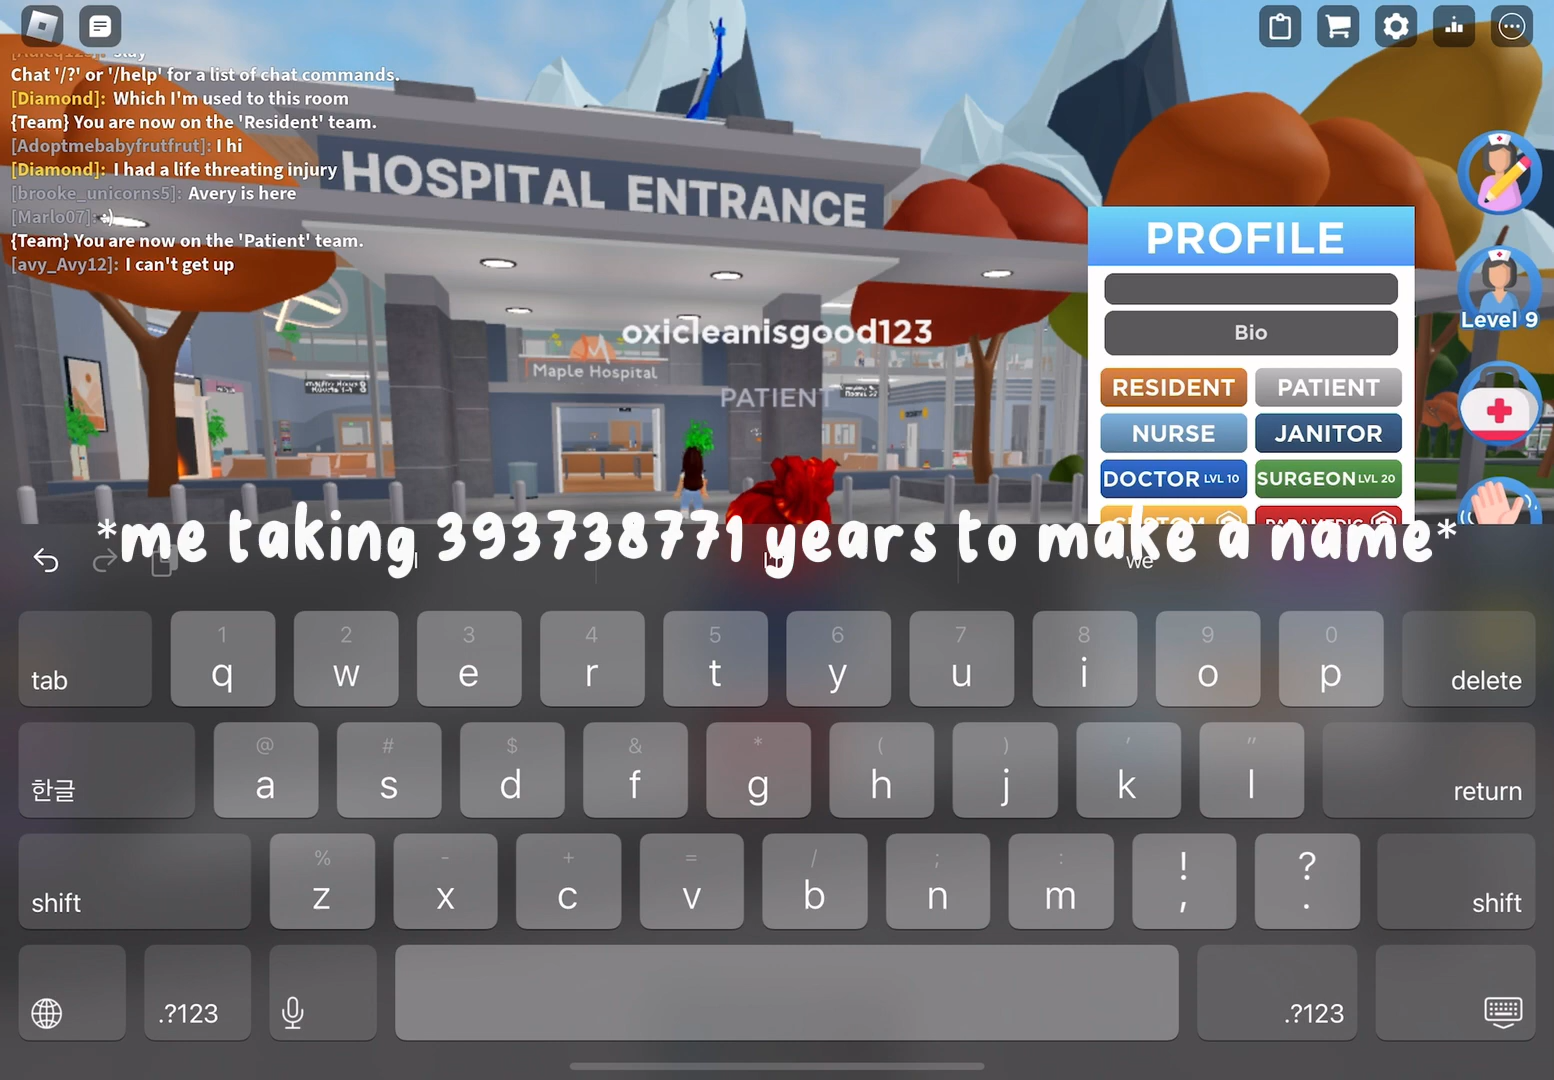 Chat '/?' or '/help' for a list of chat commands.
[Diamond]: Which I'm used to this room
{Team} You are now on the 'Resident' team.
[Adoptmebabyfrutfrut]: I hi
[Diamond]: I had a life threating injury
[brooke_unicorns5]: Avery is here
[Marlo07]: :)
{Team} You are now on the 'Patient' team.
[avy_Avy12]: I can't get up
HOSPITAL ENTRANCE
Maple Hospital
oxicleanisgood123
PATIENT
PROFILE
Bio
RESIDENT PATIENT
NURSE JANITOR
DOCTOR LVL 10 SURGEON LVL 20
CUSTOM PARAMEDIC
Level 9
*me taking 393738771 years to make a name*
I we
tab 1 q 2 w 3 e 4 r 5 t 6 y 7 u 8 i 9 o 0 p delete
한글 @ a # s $ d & f * g ( h ) j ' k " l return
shift % z - x + c = v / b ; n : m ! , ? . shift
.?123 .?123